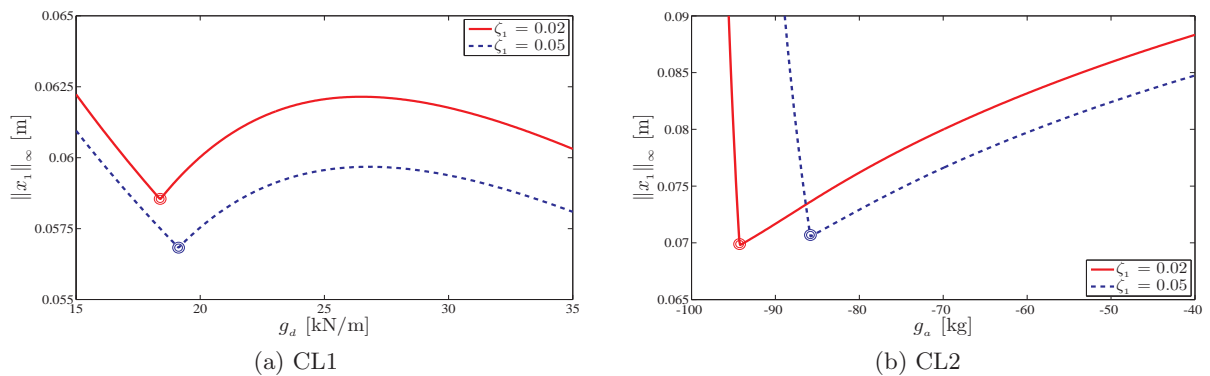 0.065
0.0625
0.06
0.0575
0.055
‖x₁‖∞ [m]
15 20 25 30 35
g_d [kN/m]
ζ₁ = 0.02
ζ₁ = 0.05
(a) CL1
0.09
0.085
0.08
0.075
0.07
0.065
‖x₁‖∞ [m]
-100 -90 -80 -70 -60 -50 -40
g_a [kg]
ζ₁ = 0.02
ζ₁ = 0.05
(b) CL2